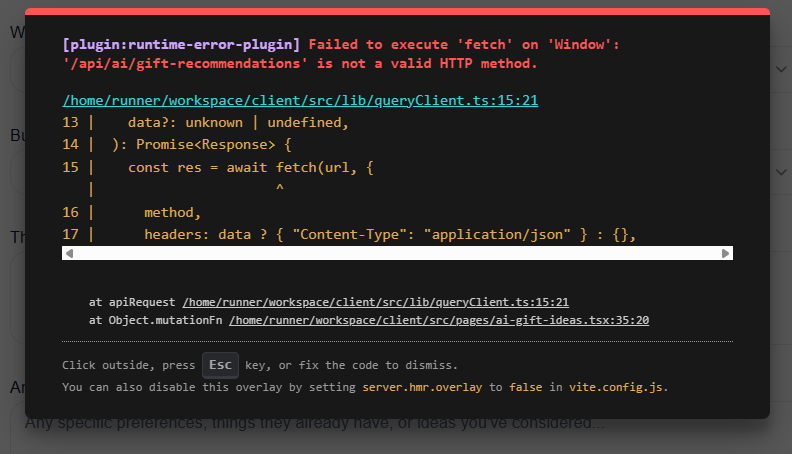 W
[plugin:runtime-error-plugin] Failed to execute 'fetch' on 'Window':
'/api/ai/gift-recommendations' is not a valid HTTP method.
/home/runner/workspace/client/src/lib/queryClient.ts:15:21
13 |    data?: unknown | undefined,
14 |  ): Promise<Response> {
15 |    const res = await fetch(url, {
   |                      ^
16 |      method,
17 |      headers: data ? { "Content-Type": "application/json" } : {},
Bu
Th
at apiRequest /home/runner/workspace/client/src/lib/queryClient.ts:15:21
at Object.mutationFn /home/runner/workspace/client/src/pages/ai-gift-ideas.tsx:35:20
Click outside, press Esc key, or fix the code to dismiss.
You can also disable this overlay by setting server.hmr.overlay to false in vite.config.js.
An
Any specific preferences, things they already have, or ideas you've considered...